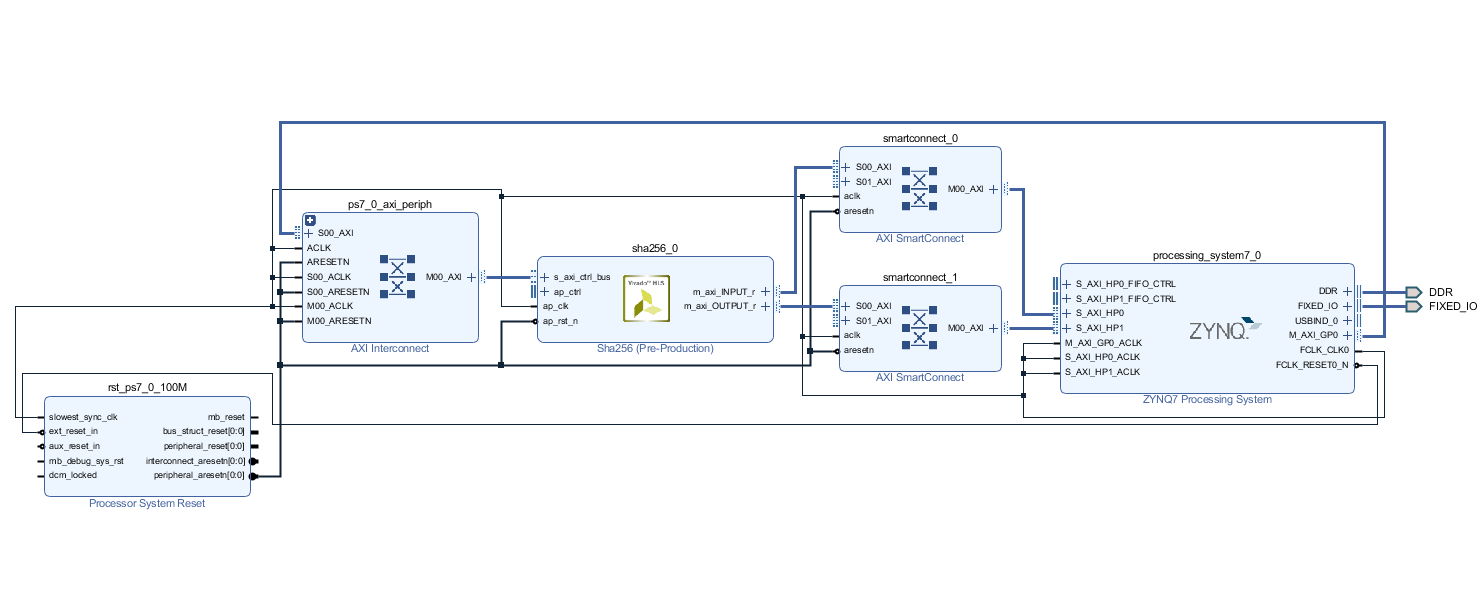 smartconnect_0
S00_AXI
S01_AXI
aclk
aresetn
M00_AXI
AXI SmartConnect
ps7_0_axi_periph
S00_AXI
ACLK
ARESETN
S00_ACLK
S00_ARESETN
M00_ACLK
M00_ARESETN
M00_AXI
AXI Interconnect
sha256_0
s_axi_ctrl_bus
ap_ctrl
ap_clk
ap_rst_n
Vivado™ HLS
m_axi_INPUT_r
m_axi_OUTPUT_r
Sha256 (Pre-Production)
smartconnect_1
S00_AXI
S01_AXI
aclk
aresetn
M00_AXI
AXI SmartConnect
processing_system7_0
S_AXI_HP0_FIFO_CTRL
S_AXI_HP1_FIFO_CTRL
S_AXI_HP0
S_AXI_HP1
M_AXI_GP0_ACLK
S_AXI_HP0_ACLK
S_AXI_HP1_ACLK
ZYNQ.
DDR
FIXED_IO
USBIND_0
M_AXI_GP0
FCLK_CLK0
FCLK_RESET0_N
ZYNQ7 Processing System
DDR
FIXED_IO
rst_ps7_0_100M
slowest_sync_clk
ext_reset_in
aux_reset_in
mb_debug_sys_rst
dcm_locked
mb_reset
bus_struct_reset[0:0]
peripheral_reset[0:0]
interconnect_aresetn[0:0]
peripheral_aresetn[0:0]
Processor System Reset